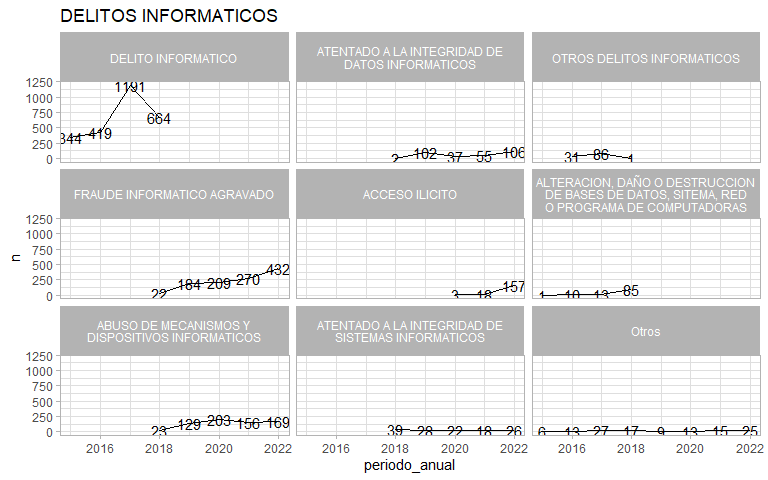 DELITOS INFORMATICOS
DELITO INFORMATICO
ATENTADO A LA INTEGRIDAD DE
DATOS INFORMATICOS
OTROS DELITOS INFORMATICOS
1250
1000
750
500
250
0
344 419 1191 664
2 102 37 55 106
31 86 1
FRAUDE INFORMATICO AGRAVADO
ACCESO ILICITO
ALTERACION, DAÑO O DESTRUCCION
DE BASES DE DATOS, SITEMA, RED
O PROGRAMA DE COMPUTADORAS
n
1250
1000
750
500
250
0
22 184 209 270 432
3 18 157
1 10 13 85
ABUSO DE MECANISMOS Y
DISPOSITIVOS INFORMATICOS
ATENTADO A LA INTEGRIDAD DE
SISTEMAS INFORMATICOS
Otros
1250
1000
750
500
250
0
23 129 203 156 169
39 28 22 18 26
6 13 27 17 9 13 15 25
2016 2018 2020 2022
2016 2018 2020 2022
2016 2018 2020 2022
periodo_anual